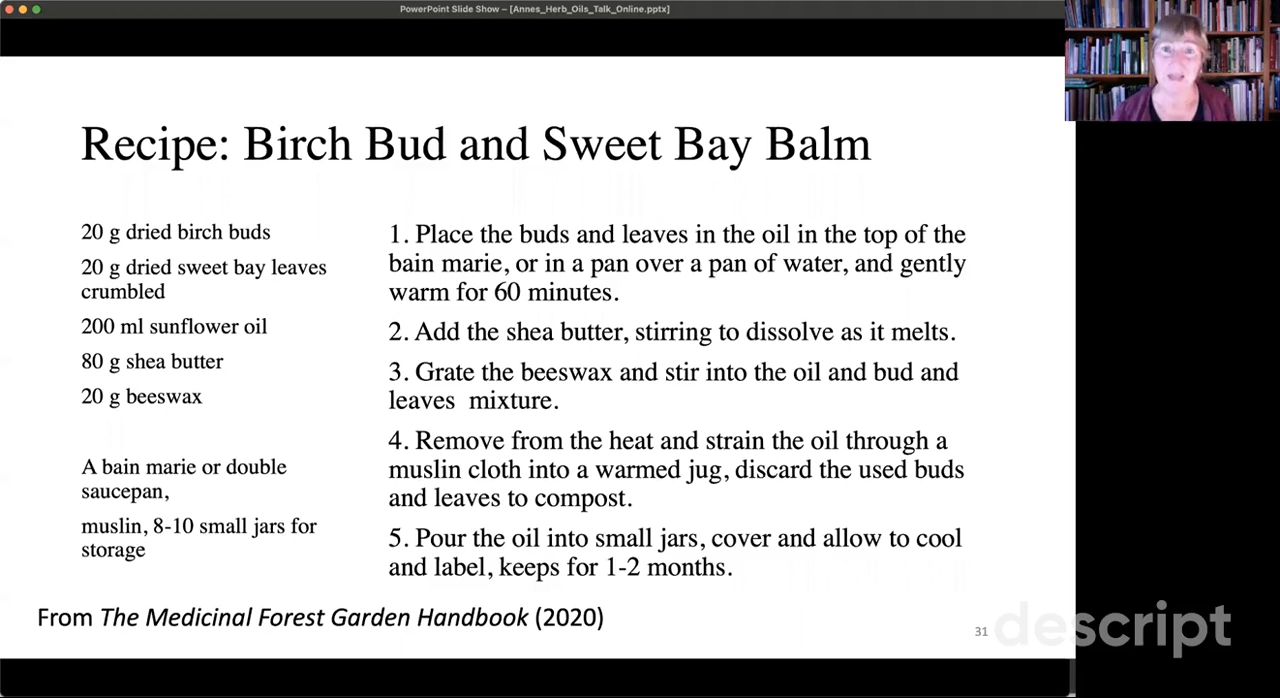 PowerPoint Slide Show – [Annes_Herb_Oils_Talk_Online.pptx]
Recipe: Birch Bud and Sweet Bay Balm
20 g dried birch buds
20 g dried sweet bay leaves
crumbled
200 ml sunflower oil
80 g shea butter
20 g beeswax
A bain marie or double
saucepan,
muslin, 8-10 small jars for
storage
1. Place the buds and leaves in the oil in the top of the
bain marie, or in a pan over a pan of water, and gently
warm for 60 minutes.
2. Add the shea butter, stirring to dissolve as it melts.
3. Grate the beeswax and stir into the oil and bud and
leaves  mixture.
4. Remove from the heat and strain the oil through a
muslin cloth into a warmed jug, discard the used buds
and leaves to compost.
5. Pour the oil into small jars, cover and allow to cool
and label, keeps for 1-2 months.
From The Medicinal Forest Garden Handbook (2020)
31
descript